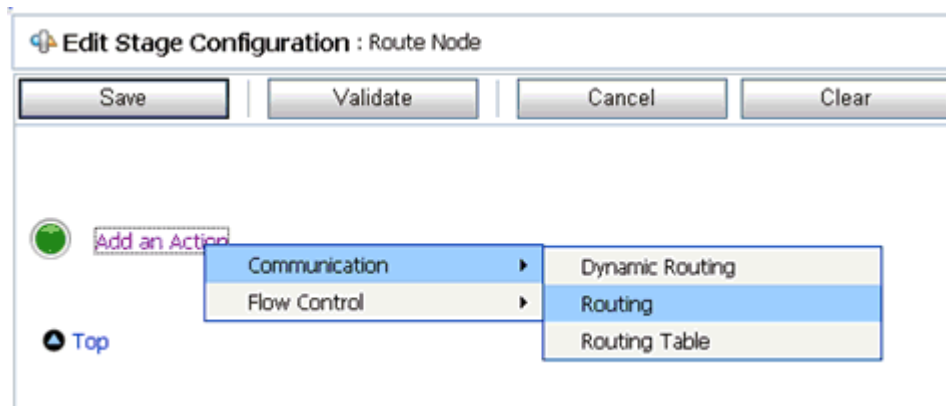 Edit Stage Configuration : Route Node
Save Validate Cancel Clear
Add an Action
Communication Dynamic Routing
Flow Control Routing
Top Routing Table